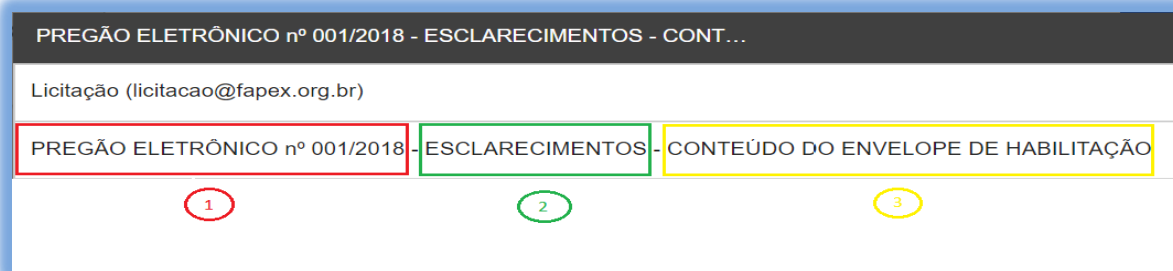 PREGÃO ELETRÔNICO nº 001/2018 - ESCLARECIMENTOS - CONT...
Licitação (licitacao@fapex.org.br)
PREGÃO ELETRÔNICO nº 001/2018 - ESCLARECIMENTOS - CONTEÚDO DO ENVELOPE DE HABILITAÇÃO
1 2 3